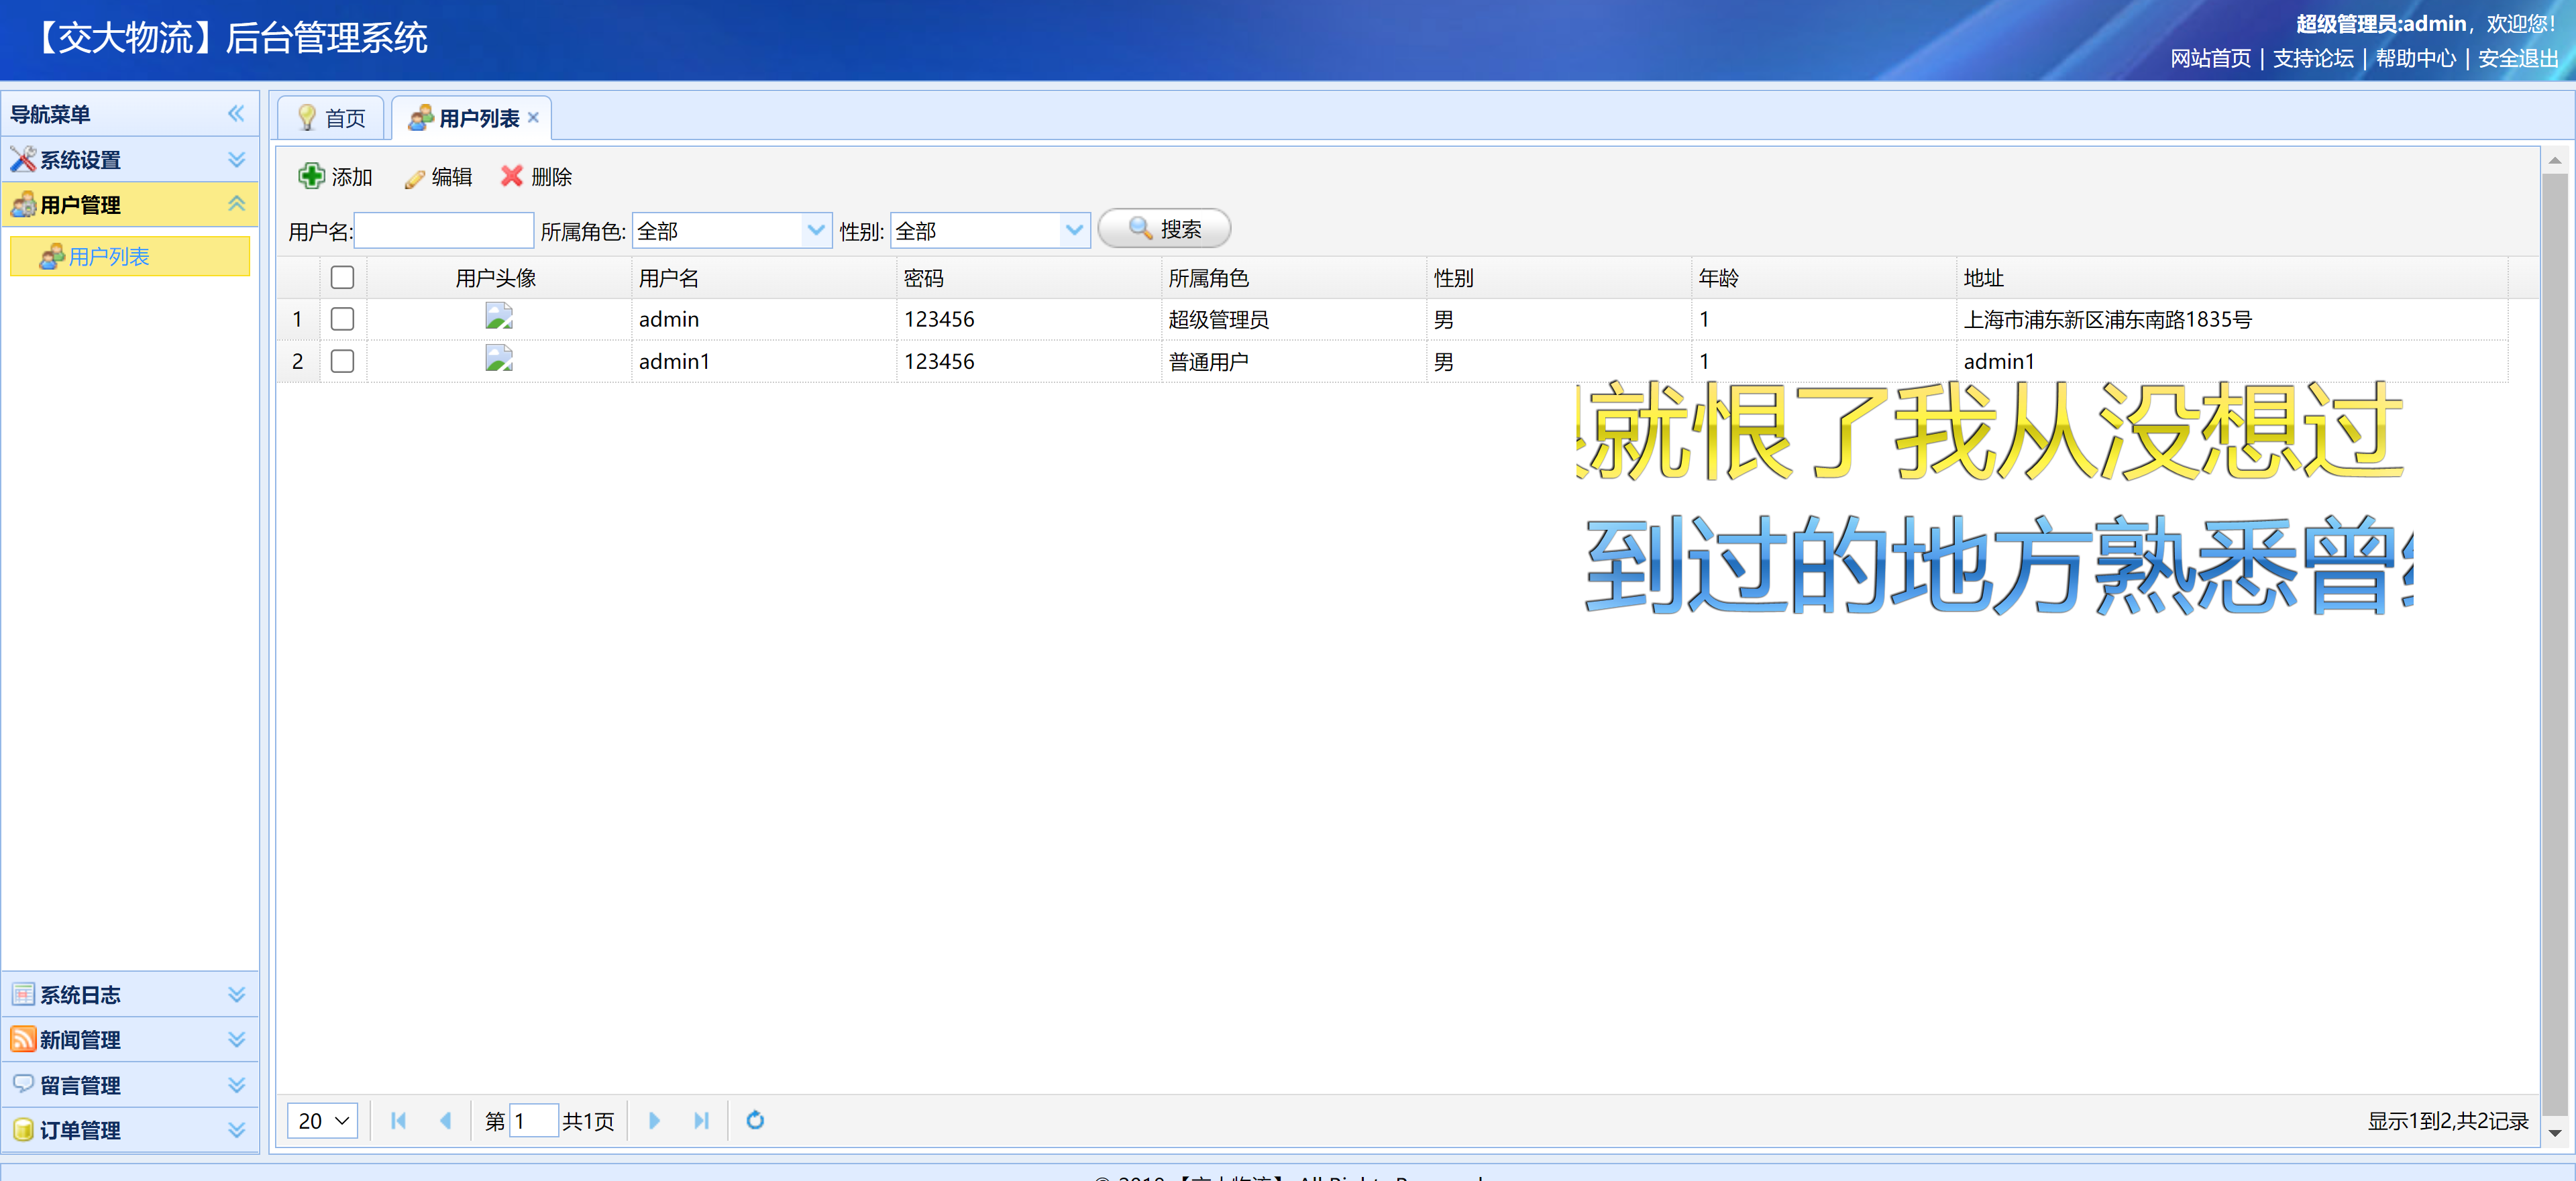 【交大物流】后台管理系统
超级管理员:admin，欢迎您！
网站首页 | 支持论坛 | 帮助中心 | 安全退出
导航菜单
首页
用户列表
系统设置
用户管理
用户列表
添加 编辑 删除
用户名: 所属角色: 全部 性别: 全部 搜索
用户头像 用户名 密码 所属角色 性别 年龄 地址
1 admin 123456 超级管理员 男 1 上海市浦东新区浦东南路1835号
2 admin1 123456 普通用户 男 1 admin1
就恨了我从没想过
到过的地方熟悉曾
系统日志
新闻管理
留言管理
订单管理
20 第 1 共1页 显示1到2,共2记录